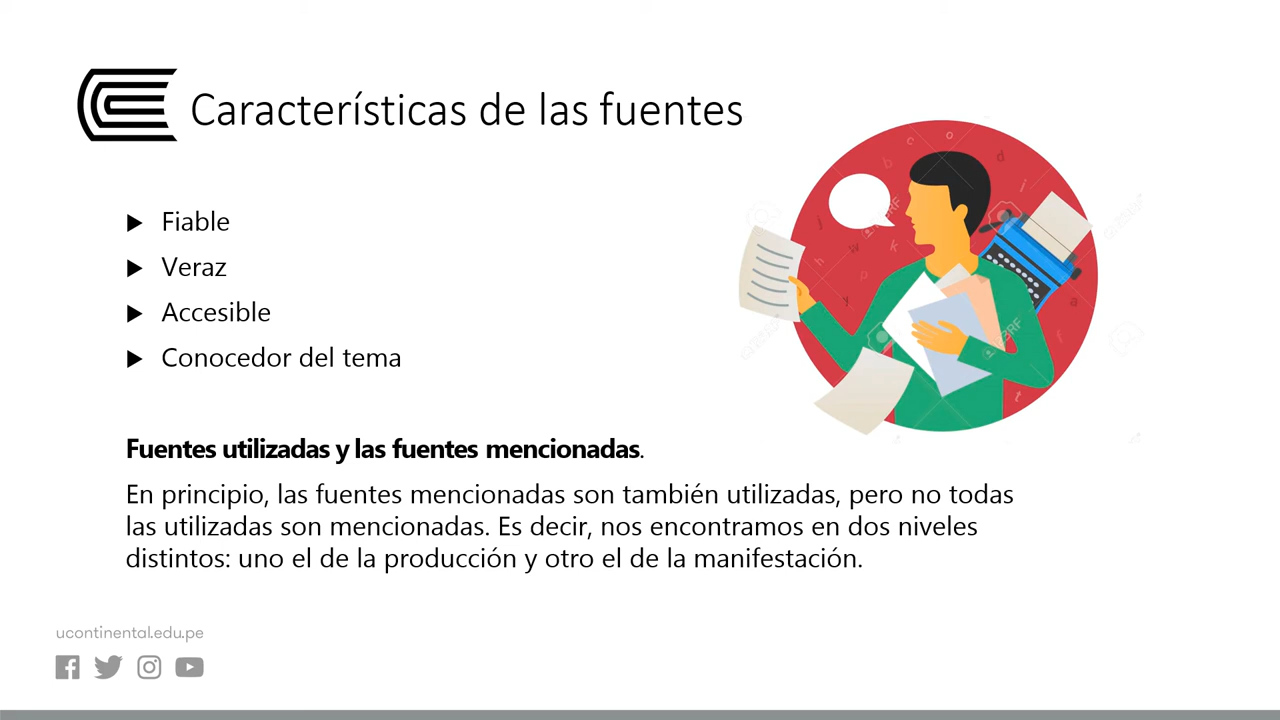 Características de las fuentes
Fiable
Veraz
Accesible
Conocedor del tema
Fuentes utilizadas y las fuentes mencionadas.
En principio, las fuentes mencionadas son también utilizadas, pero no todas
las utilizadas son mencionadas. Es decir, nos encontramos en dos niveles
distintos: uno el de la producción y otro el de la manifestación.
ucontinental.edu.pe